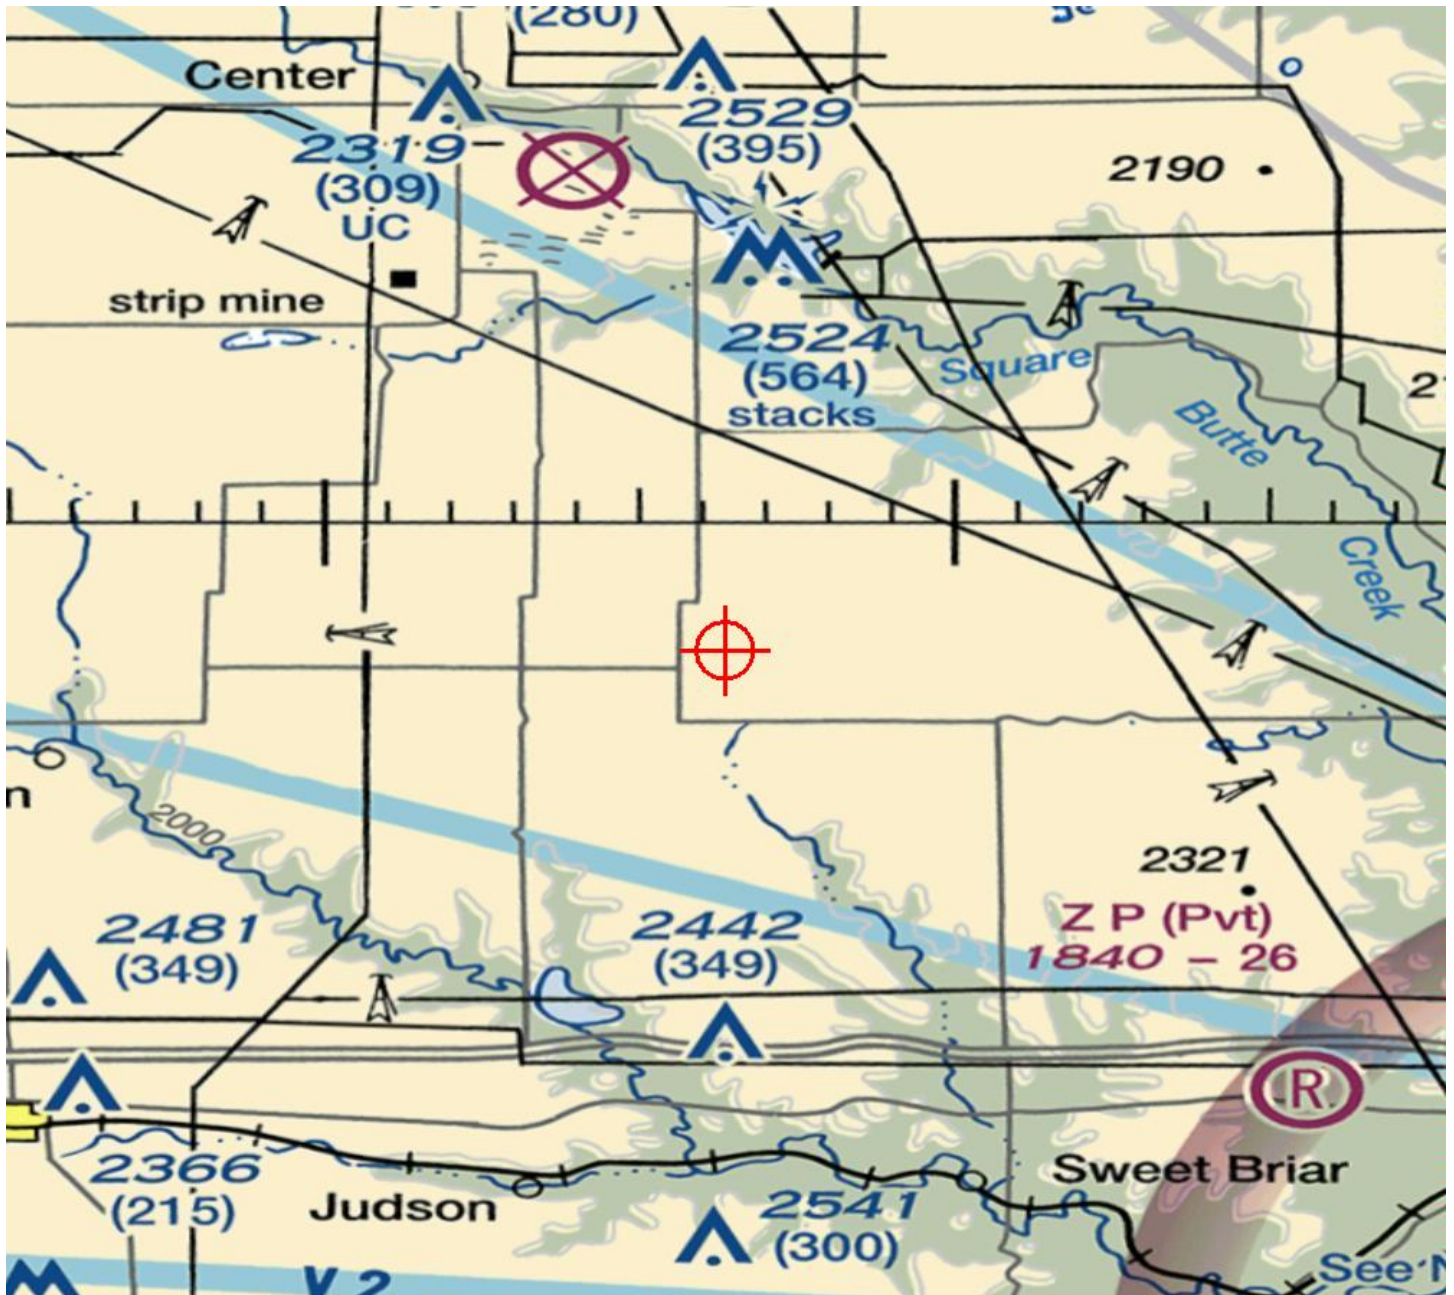 (280)
Center
2529
(395)
2319
(309)
UC
2190
strip mine
2524
(564)
stacks
Square
Butte
Creek
2000
n
2321
Z P (Pvt)
1840 - 26
2481
(349)
2442
(349)
R
2366
(215)
Judson
Sweet Briar
2541
(300)
See N
V 2